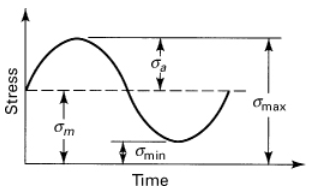 Stress
σa
σm
σmax
σmin
Time